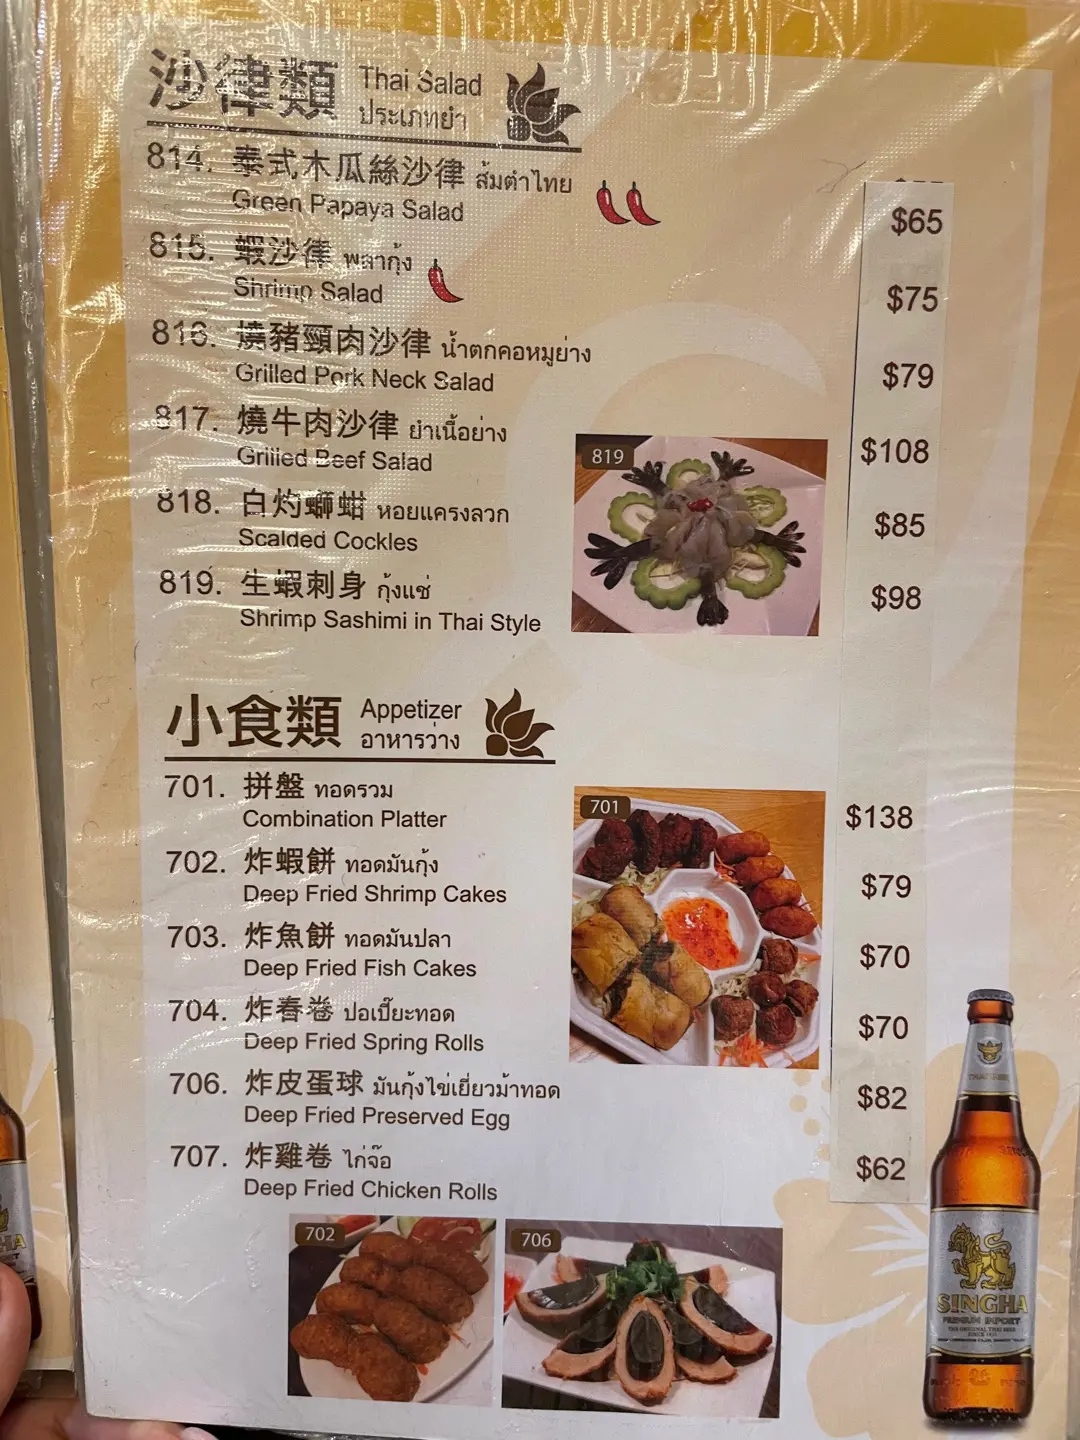 沙律類 Thai Salad
ประเภทยำ
814. 泰式木瓜絲沙律 ส้มตำไทย
Green Papaya Salad
$65
815. 蝦沙律 พลากุ้ง
Shrimp Salad
$75
816. 燒豬頸肉沙律 น้ำตกคอหมูย่าง
Grilled Pork Neck Salad
$79
817. 燒牛肉沙律 ยำเนื้อย่าง
Grilled Beef Salad
$108
818. 白灼螄蚶 หอยแครงลวก
Scalded Cockles
$85
819. 生蝦刺身 กุ้งแช่
Shrimp Sashimi in Thai Style
$98
819
小食類 Appetizer
อาหารว่าง
701. 拼盤 ทอดรวม
Combination Platter
$138
702. 炸蝦餅 ทอดมันกุ้ง
Deep Fried Shrimp Cakes
$79
703. 炸魚餅 ทอดมันปลา
Deep Fried Fish Cakes
$70
704. 炸春卷 ปอเปี๊ยะทอด
Deep Fried Spring Rolls
$70
706. 炸皮蛋球 มันกุ้งไข่เยี่ยวม้าทอด
Deep Fried Preserved Egg
$82
707. 炸雞卷 ไก่จ๊อ
Deep Fried Chicken Rolls
$62
701
702
706
SINGHA
PREMIUM IMPORT
THE ORIGINAL THAI BEER
SINCE 1933